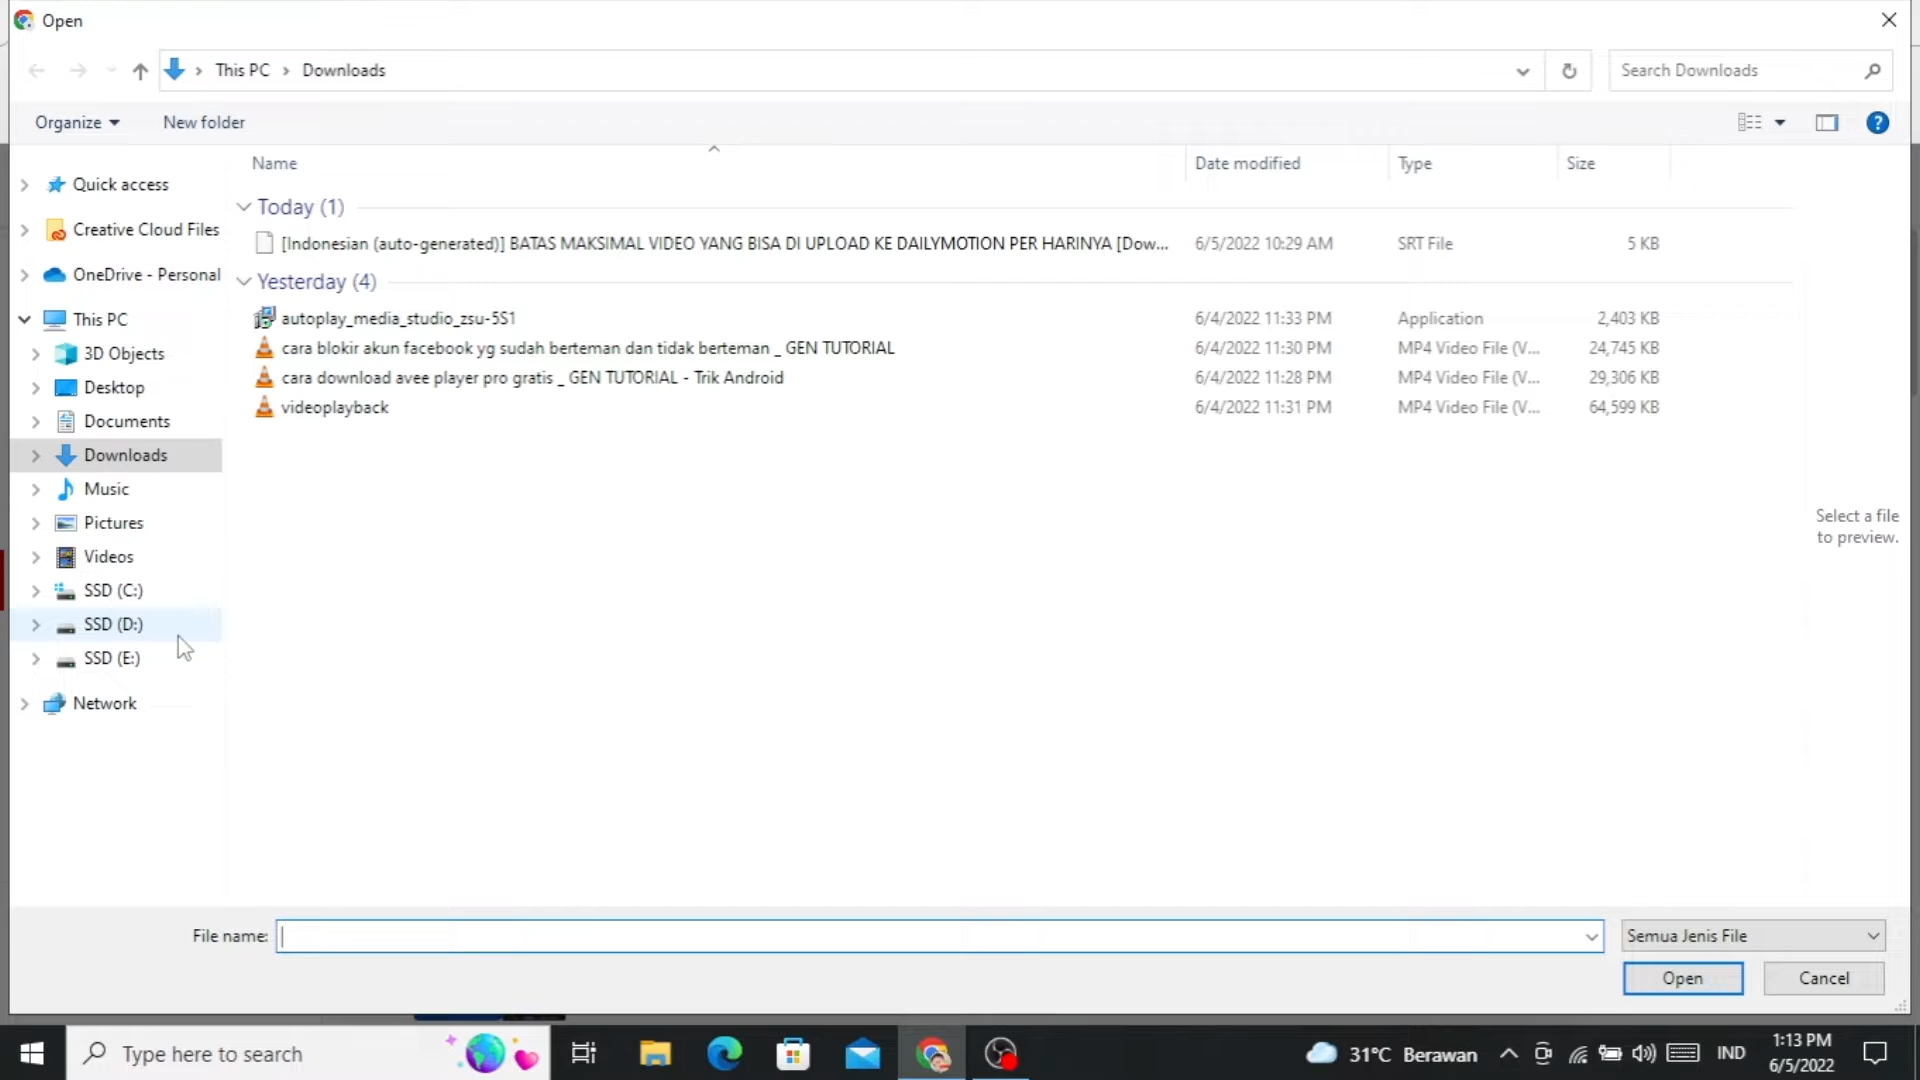 Open
This PC › Downloads
Search Downloads
Organize
New folder
Name
Date modified
Type
Size
Quick access
Creative Cloud Files
OneDrive - Personal
This PC
3D Objects
Desktop
Documents
Downloads
Music
Pictures
Videos
SSD (C:)
SSD (D:)
SSD (E:)
Network
Today (1)
[Indonesian (auto-generated)] BATAS MAKSIMAL VIDEO YANG BISA DI UPLOAD KE DAILYMOTION PER HARINYA [Dow... 6/5/2022 10:29 AM SRT File 5 KB
Yesterday (4)
autoplay_media_studio_zsu-5S1 6/4/2022 11:33 PM Application 2,403 KB
cara blokir akun facebook yg sudah berteman dan tidak berteman _ GEN TUTORIAL 6/4/2022 11:30 PM MP4 Video File (V... 24,745 KB
cara download avee player pro gratis _ GEN TUTORIAL - Trik Android 6/4/2022 11:28 PM MP4 Video File (V... 29,306 KB
videoplayback 6/4/2022 11:31 PM MP4 Video File (V... 64,599 KB
Select a file
to preview.
File name:
Semua Jenis File
Open
Cancel
Type here to search
31°C Berawan
IND
1:13 PM
6/5/2022